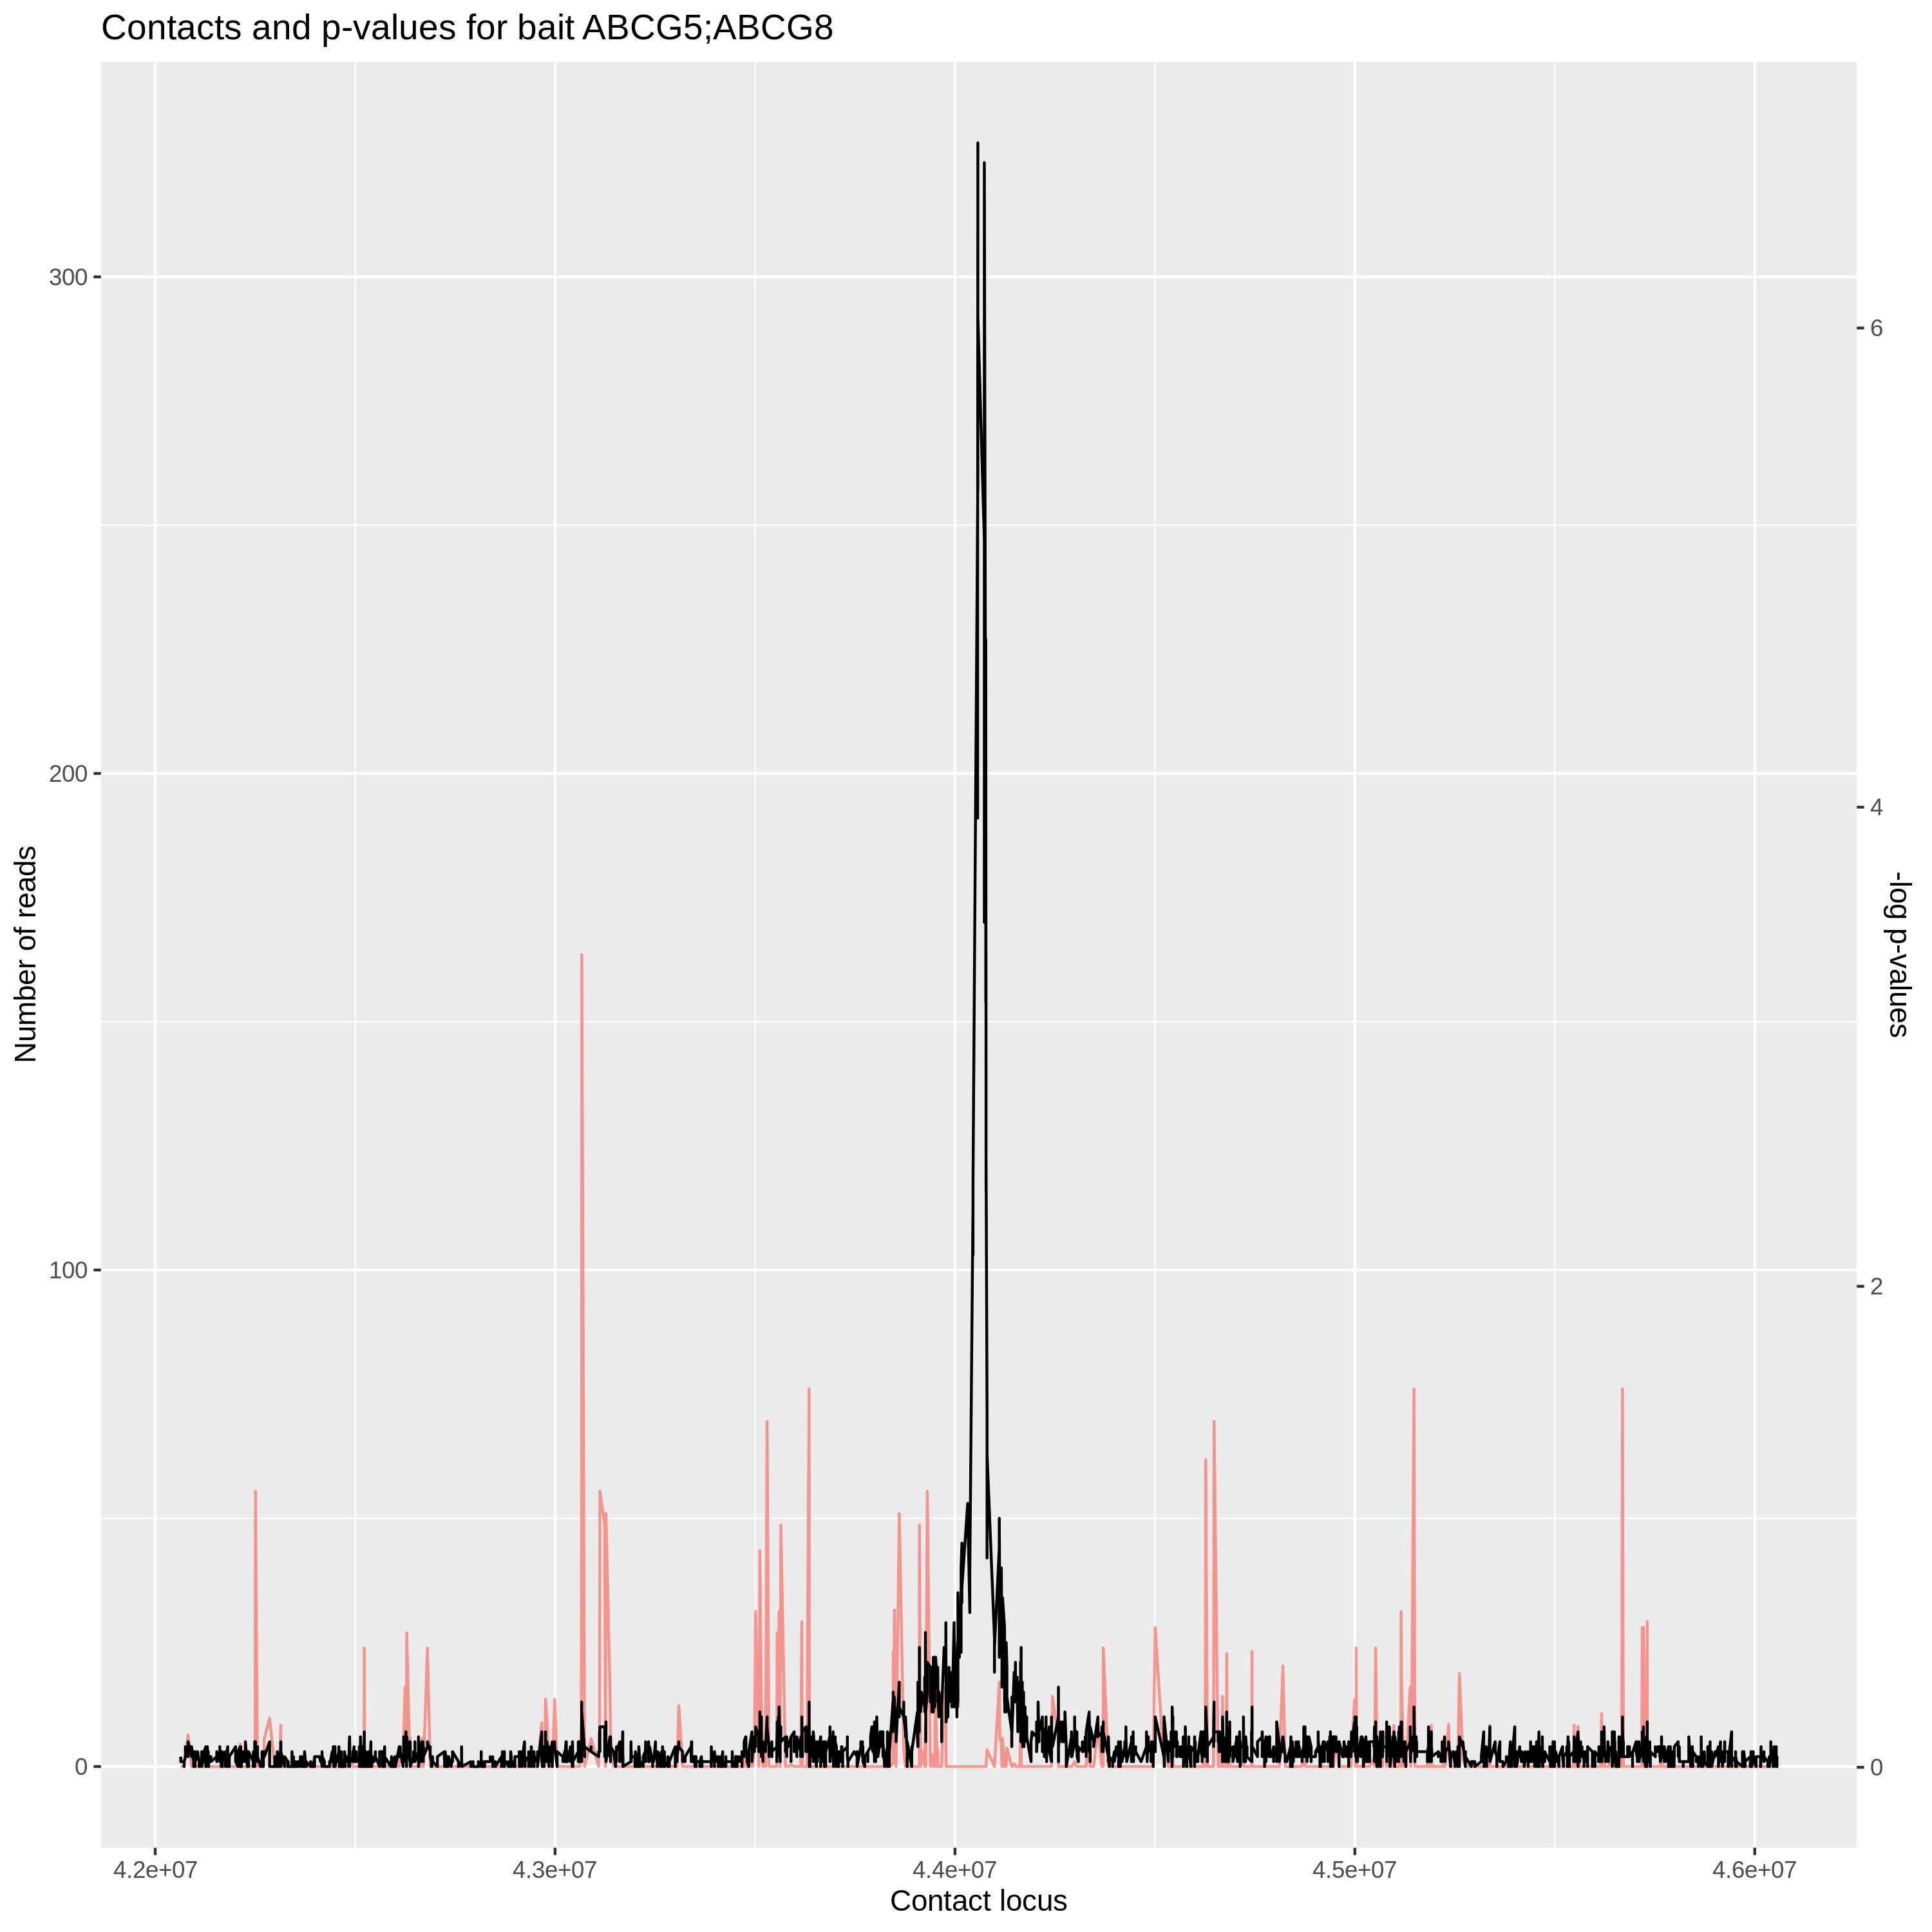 Contacts and p-values for bait ABCG5;ABCG8
300
200
100
0
6
4
2
0
Number of reads
-log p-values
4.2e+07
4.3e+07
4.4e+07
4.5e+07
4.6e+07
Contact locus